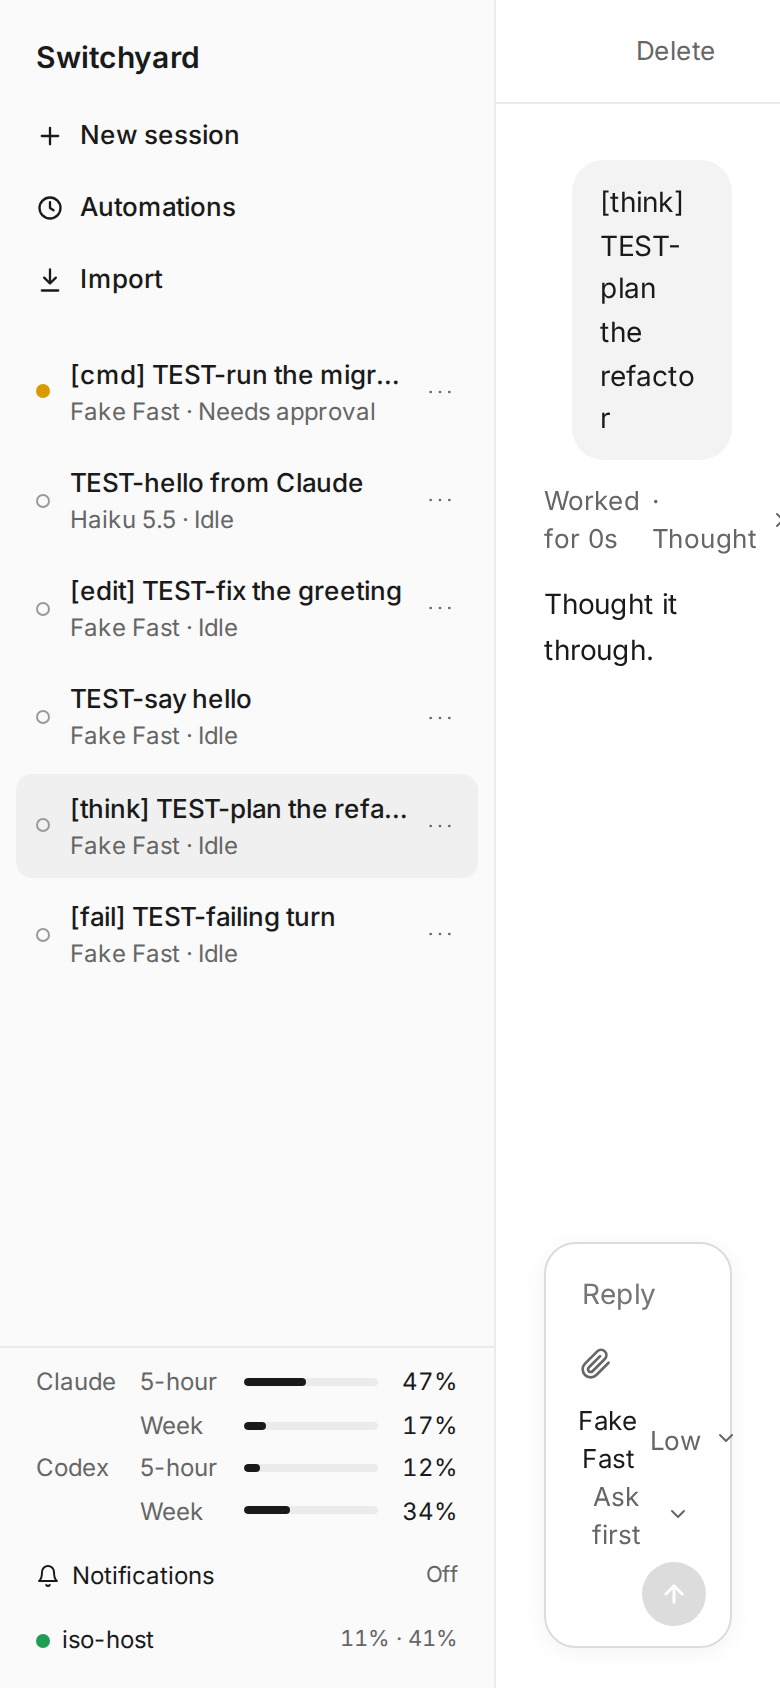 Switchyard
New session
Automations
Import
[cmd] TEST-run the migr...
Fake Fast · Needs approval
TEST-hello from Claude
Haiku 5.5 · Idle
[edit] TEST-fix the greeting
Fake Fast · Idle
TEST-say hello
Fake Fast · Idle
[think] TEST-plan the refa...
Fake Fast · Idle
[fail] TEST-failing turn
Fake Fast · Idle
Claude 5-hour 47%
Week 17%
Codex 5-hour 12%
Week 34%
Notifications Off
iso-host 11% · 41%
Delete
[think]
TEST-
plan
the
refacto
r
Worked ·
for 0s Thought
Thought it
through.
Reply
Fake
Fast Low
Ask
first